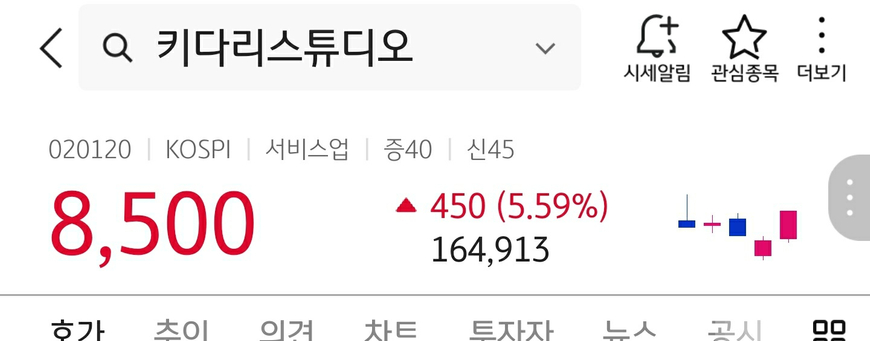 키다리스튜디오
시세알림 관심종목 더보기
020120 | KOSPI | 서비스업 | 증40 | 신45
8,500 ▲ 450 (5.59%)
164,913
호가 추이 의견 차트 투자자 뉴스 공시